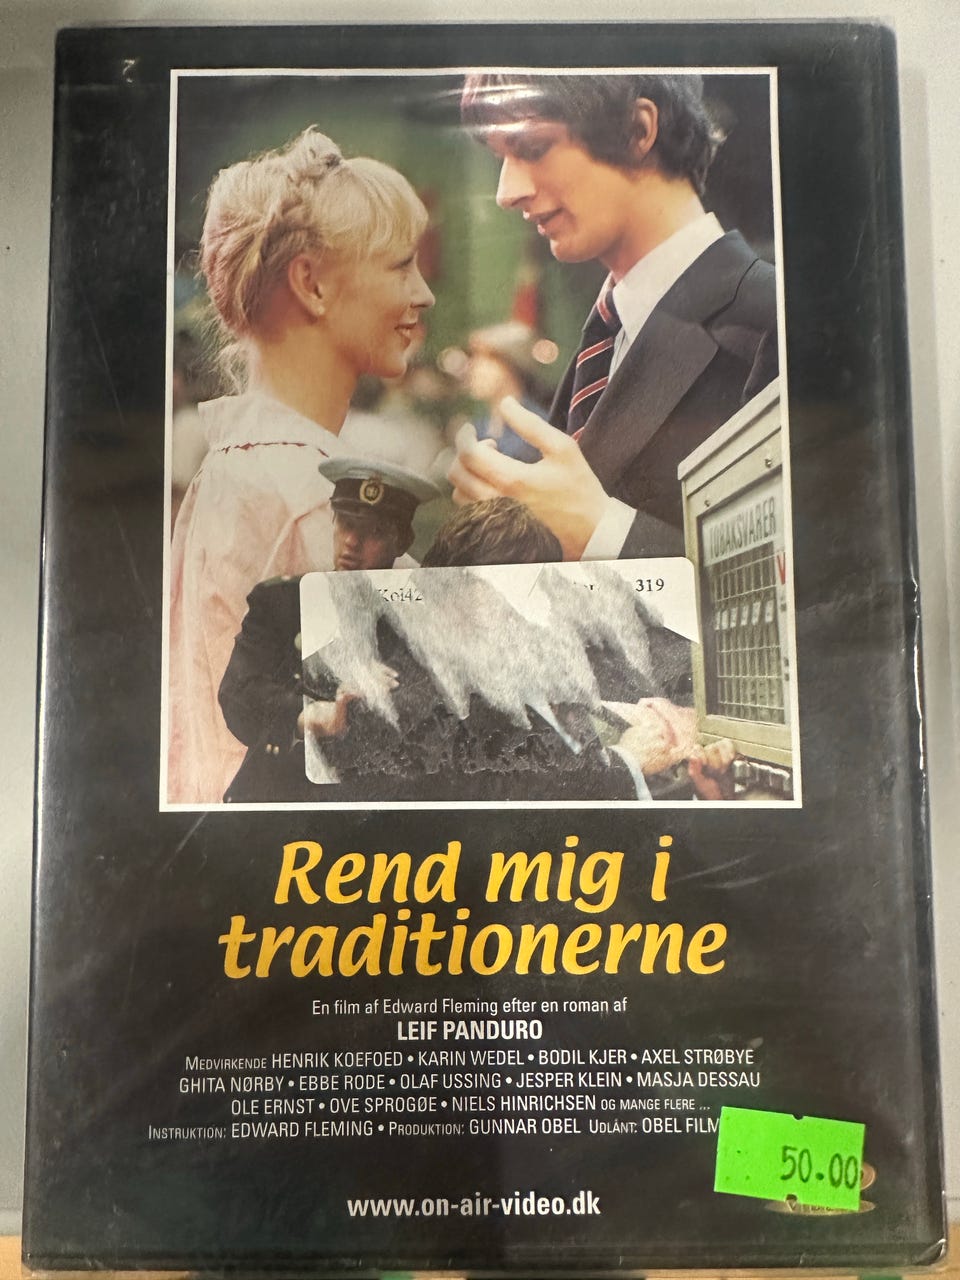 TOBAKSVARER
319
Rend mig i
traditionerne
En film af Edward Fleming efter en roman af
LEIF PANDURO
MEDVIRKENDE HENRIK KOEFOED • KARIN WEDEL • BODIL KJER • AXEL STRØBYE
GHITA NØRBY • EBBE RODE • OLAF USSING • JESPER KLEIN • MASJA DESSAU
OLE ERNST • OVE SPROGØE • NIELS HINRICHSEN OG MANGE FLERE ...
INSTRUKTION: EDWARD FLEMING • PRODUKTION: GUNNAR OBEL UDLÅNT: OBEL FILM
50.00
www.on-air-video.dk